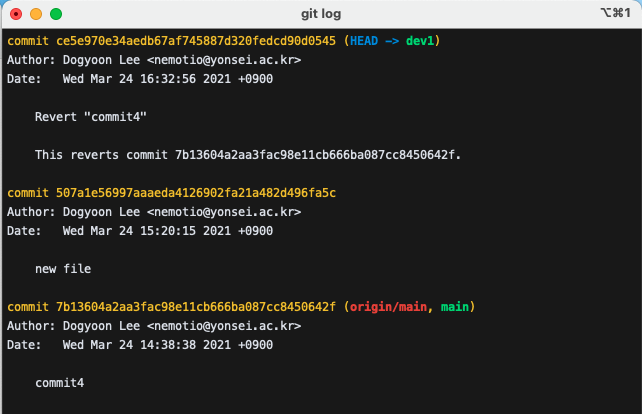 git log
⌥⌘1
commit ce5e970e34aedb67af745887d320fedcd90d0545 (HEAD -> dev1)
Author: Dogyoon Lee <nemotio@yonsei.ac.kr>
Date:   Wed Mar 24 16:32:56 2021 +0900
Revert "commit4"
This reverts commit 7b13604a2aa3fac98e11cb666ba087cc8450642f.
commit 507a1e56997aaaeda4126902fa21a482d496fa5c
Author: Dogyoon Lee <nemotio@yonsei.ac.kr>
Date:   Wed Mar 24 15:20:15 2021 +0900
new file
commit 7b13604a2aa3fac98e11cb666ba087cc8450642f (origin/main, main)
Author: Dogyoon Lee <nemotio@yonsei.ac.kr>
Date:   Wed Mar 24 14:38:38 2021 +0900
commit4